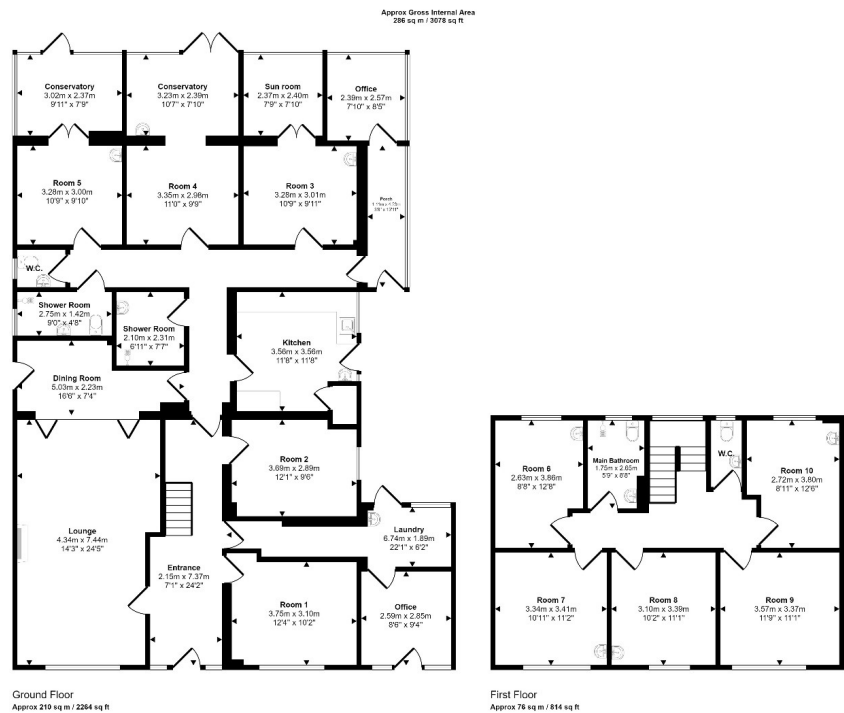 Approx Gross Internal Area
286 sq m / 3078 sq ft
Conservatory
3.02m x 2.37m
9'11" x 7'9"
Conservatory
3.23m x 2.39m
10'7" x 7'10"
Sun room
2.37m x 2.40m
7'9" x 7'10"
Office
2.39m x 2.57m
7'10" x 8'5"
Room 5
3.28m x 3.00m
10'9" x 9'10"
Room 4
3.35m x 2.98m
11'0" x 9'9"
Room 3
3.28m x 3.01m
10'9" x 9'11"
Porch
W.C.
Shower Room
2.75m x 1.42m
9'0" x 4'8"
Shower Room
2.10m x 2.31m
6'11" x 7'7"
Kitchen
3.56m x 3.56m
11'8" x 11'8"
Dining Room
5.03m x 2.23m
16'6" x 7'4"
Room 2
3.69m x 2.89m
12'1" x 9'6"
Lounge
4.34m x 7.44m
14'3" x 24'5"
Entrance
2.15m x 7.37m
7'1" x 24'2"
Laundry
6.74m x 1.89m
22'1" x 6'2"
Room 1
3.75m x 3.10m
12'4" x 10'2"
Office
2.59m x 2.85m
8'6" x 9'4"
Ground Floor
Approx 210 sq m / 2264 sq ft
Room 6
2.63m x 3.86m
8'8" x 12'8"
Main Bathroom
1.75m x 2.65m
5'9" x 8'8"
W.C.
Room 10
2.72m x 3.80m
8'11" x 12'6"
Room 7
3.34m x 3.41m
10'11" x 11'2"
Room 8
3.10m x 3.39m
10'2" x 11'1"
Room 9
3.57m x 3.37m
11'9" x 11'1"
First Floor
Approx 76 sq m / 814 sq ft